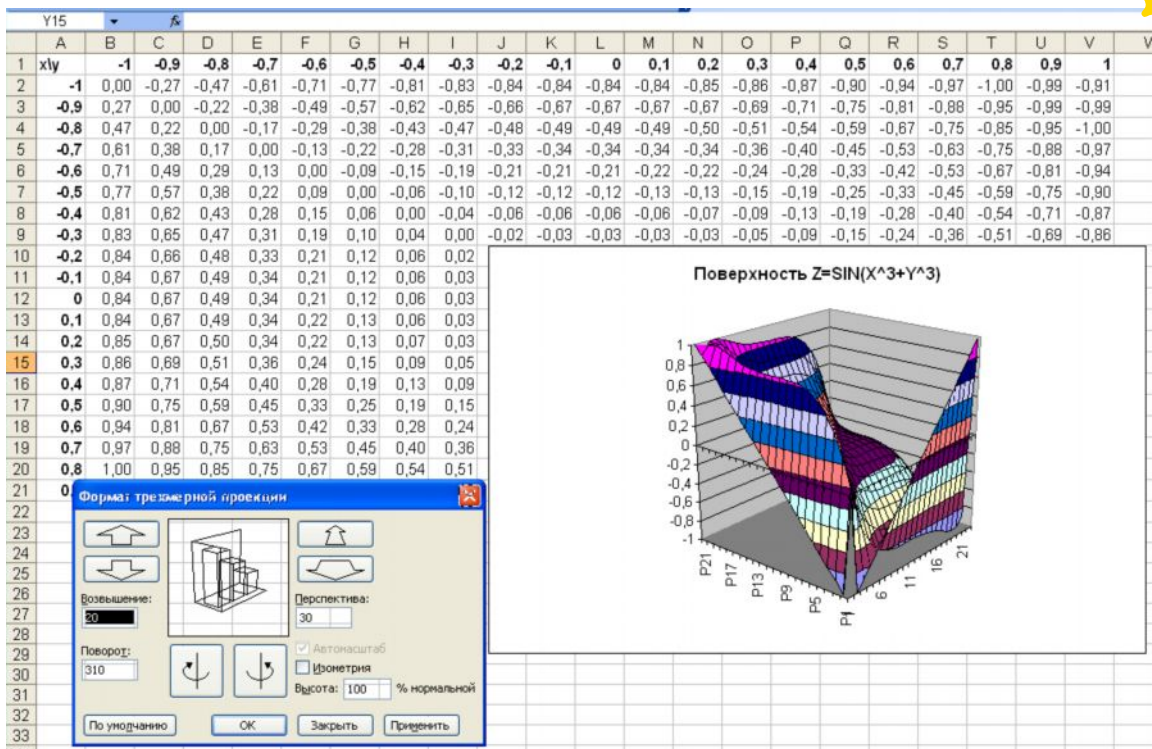 Y15 fx
A B C D E F G H I J K L M N O P Q R S T U V
1 x\y -1 -0,9 -0,8 -0,7 -0,6 -0,5 -0,4 -0,3 -0,2 -0,1 0 0,1 0,2 0,3 0,4 0,5 0,6 0,7 0,8 0,9 1
2 -1 0,00 -0,27 -0,47 -0,61 -0,71 -0,77 -0,81 -0,83 -0,84 -0,84 -0,84 -0,84 -0,85 -0,86 -0,87 -0,90 -0,94 -0,97 -1,00 -0,99 -0,91
3 -0,9 0,27 0,00 -0,22 -0,38 -0,49 -0,57 -0,62 -0,65 -0,66 -0,67 -0,67 -0,67 -0,67 -0,69 -0,71 -0,75 -0,81 -0,88 -0,95 -0,99 -0,99
4 -0,8 0,47 0,22 0,00 -0,17 -0,29 -0,38 -0,43 -0,47 -0,48 -0,49 -0,49 -0,49 -0,50 -0,51 -0,54 -0,59 -0,67 -0,75 -0,85 -0,95 -1,00
5 -0,7 0,61 0,38 0,17 0,00 -0,13 -0,22 -0,28 -0,31 -0,33 -0,34 -0,34 -0,34 -0,34 -0,36 -0,40 -0,45 -0,53 -0,63 -0,75 -0,88 -0,97
6 -0,6 0,71 0,49 0,29 0,13 0,00 -0,09 -0,15 -0,19 -0,21 -0,21 -0,21 -0,22 -0,22 -0,24 -0,28 -0,33 -0,42 -0,53 -0,67 -0,81 -0,94
7 -0,5 0,77 0,57 0,38 0,22 0,09 0,00 -0,06 -0,10 -0,12 -0,12 -0,12 -0,13 -0,13 -0,15 -0,19 -0,25 -0,33 -0,45 -0,59 -0,75 -0,90
8 -0,4 0,81 0,62 0,43 0,28 0,15 0,06 0,00 -0,04 -0,06 -0,06 -0,06 -0,06 -0,07 -0,09 -0,13 -0,19 -0,28 -0,40 -0,54 -0,71 -0,87
9 -0,3 0,83 0,65 0,47 0,31 0,19 0,10 0,04 0,00 -0,02 -0,03 -0,03 -0,03 -0,03 -0,05 -0,09 -0,15 -0,24 -0,36 -0,51 -0,69 -0,86
10 -0,2 0,84 0,66 0,48 0,33 0,21 0,12 0,06 0,02
11 -0,1 0,84 0,67 0,49 0,34 0,21 0,12 0,06 0,03
12 0 0,84 0,67 0,49 0,34 0,21 0,12 0,06 0,03
13 0,1 0,84 0,67 0,49 0,34 0,22 0,13 0,06 0,03
14 0,2 0,85 0,67 0,50 0,34 0,22 0,13 0,07 0,03
15 0,3 0,86 0,69 0,51 0,36 0,24 0,15 0,09 0,05
16 0,4 0,87 0,71 0,54 0,40 0,28 0,19 0,13 0,09
17 0,5 0,90 0,75 0,59 0,45 0,33 0,25 0,19 0,15
18 0,6 0,94 0,81 0,67 0,53 0,42 0,33 0,28 0,24
19 0,7 0,97 0,88 0,75 0,63 0,53 0,45 0,40 0,36
20 0,8 1,00 0,95 0,85 0,75 0,67 0,59 0,54 0,51
21 0,
22
23
24
25
26
27
28
29
30
31
32
33
Поверхность Z=SIN(X^3+Y^3)
1
0,8
0,6
0,4
0,2
0
-0,2
-0,4
-0,6
-0,8
-1
P21 P17 P13 P9 P5 P1
6 11 16 21
Формат трехмерной проекции
Возвышение:
20
Перспектива:
30
Поворот:
310
Автомасштаб
Изометрия
Высота: 100 % нормальной
По умолчанию ОК Закрыть Применить